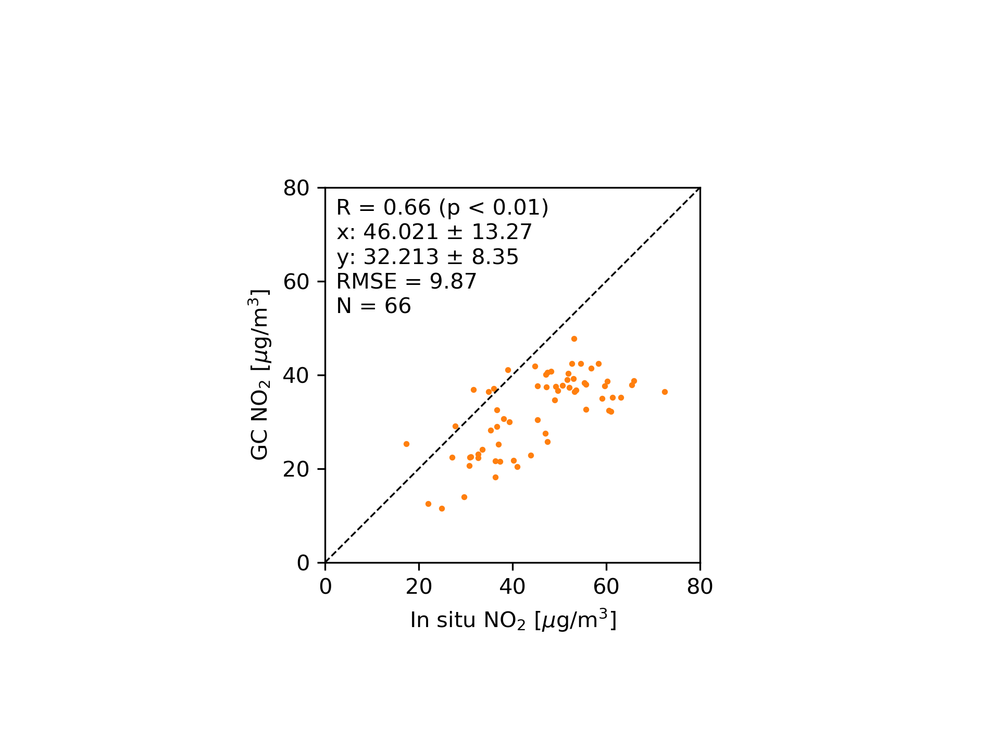 80
R = 0.66 (p < 0.01)
x: 46.021 ± 13.27
y: 32.213 ± 8.35
RMSE = 9.87
N = 66
60
40
20
0
GC NO₂ [μg/m³]
0 20 40 60 80
In situ NO₂ [μg/m³]